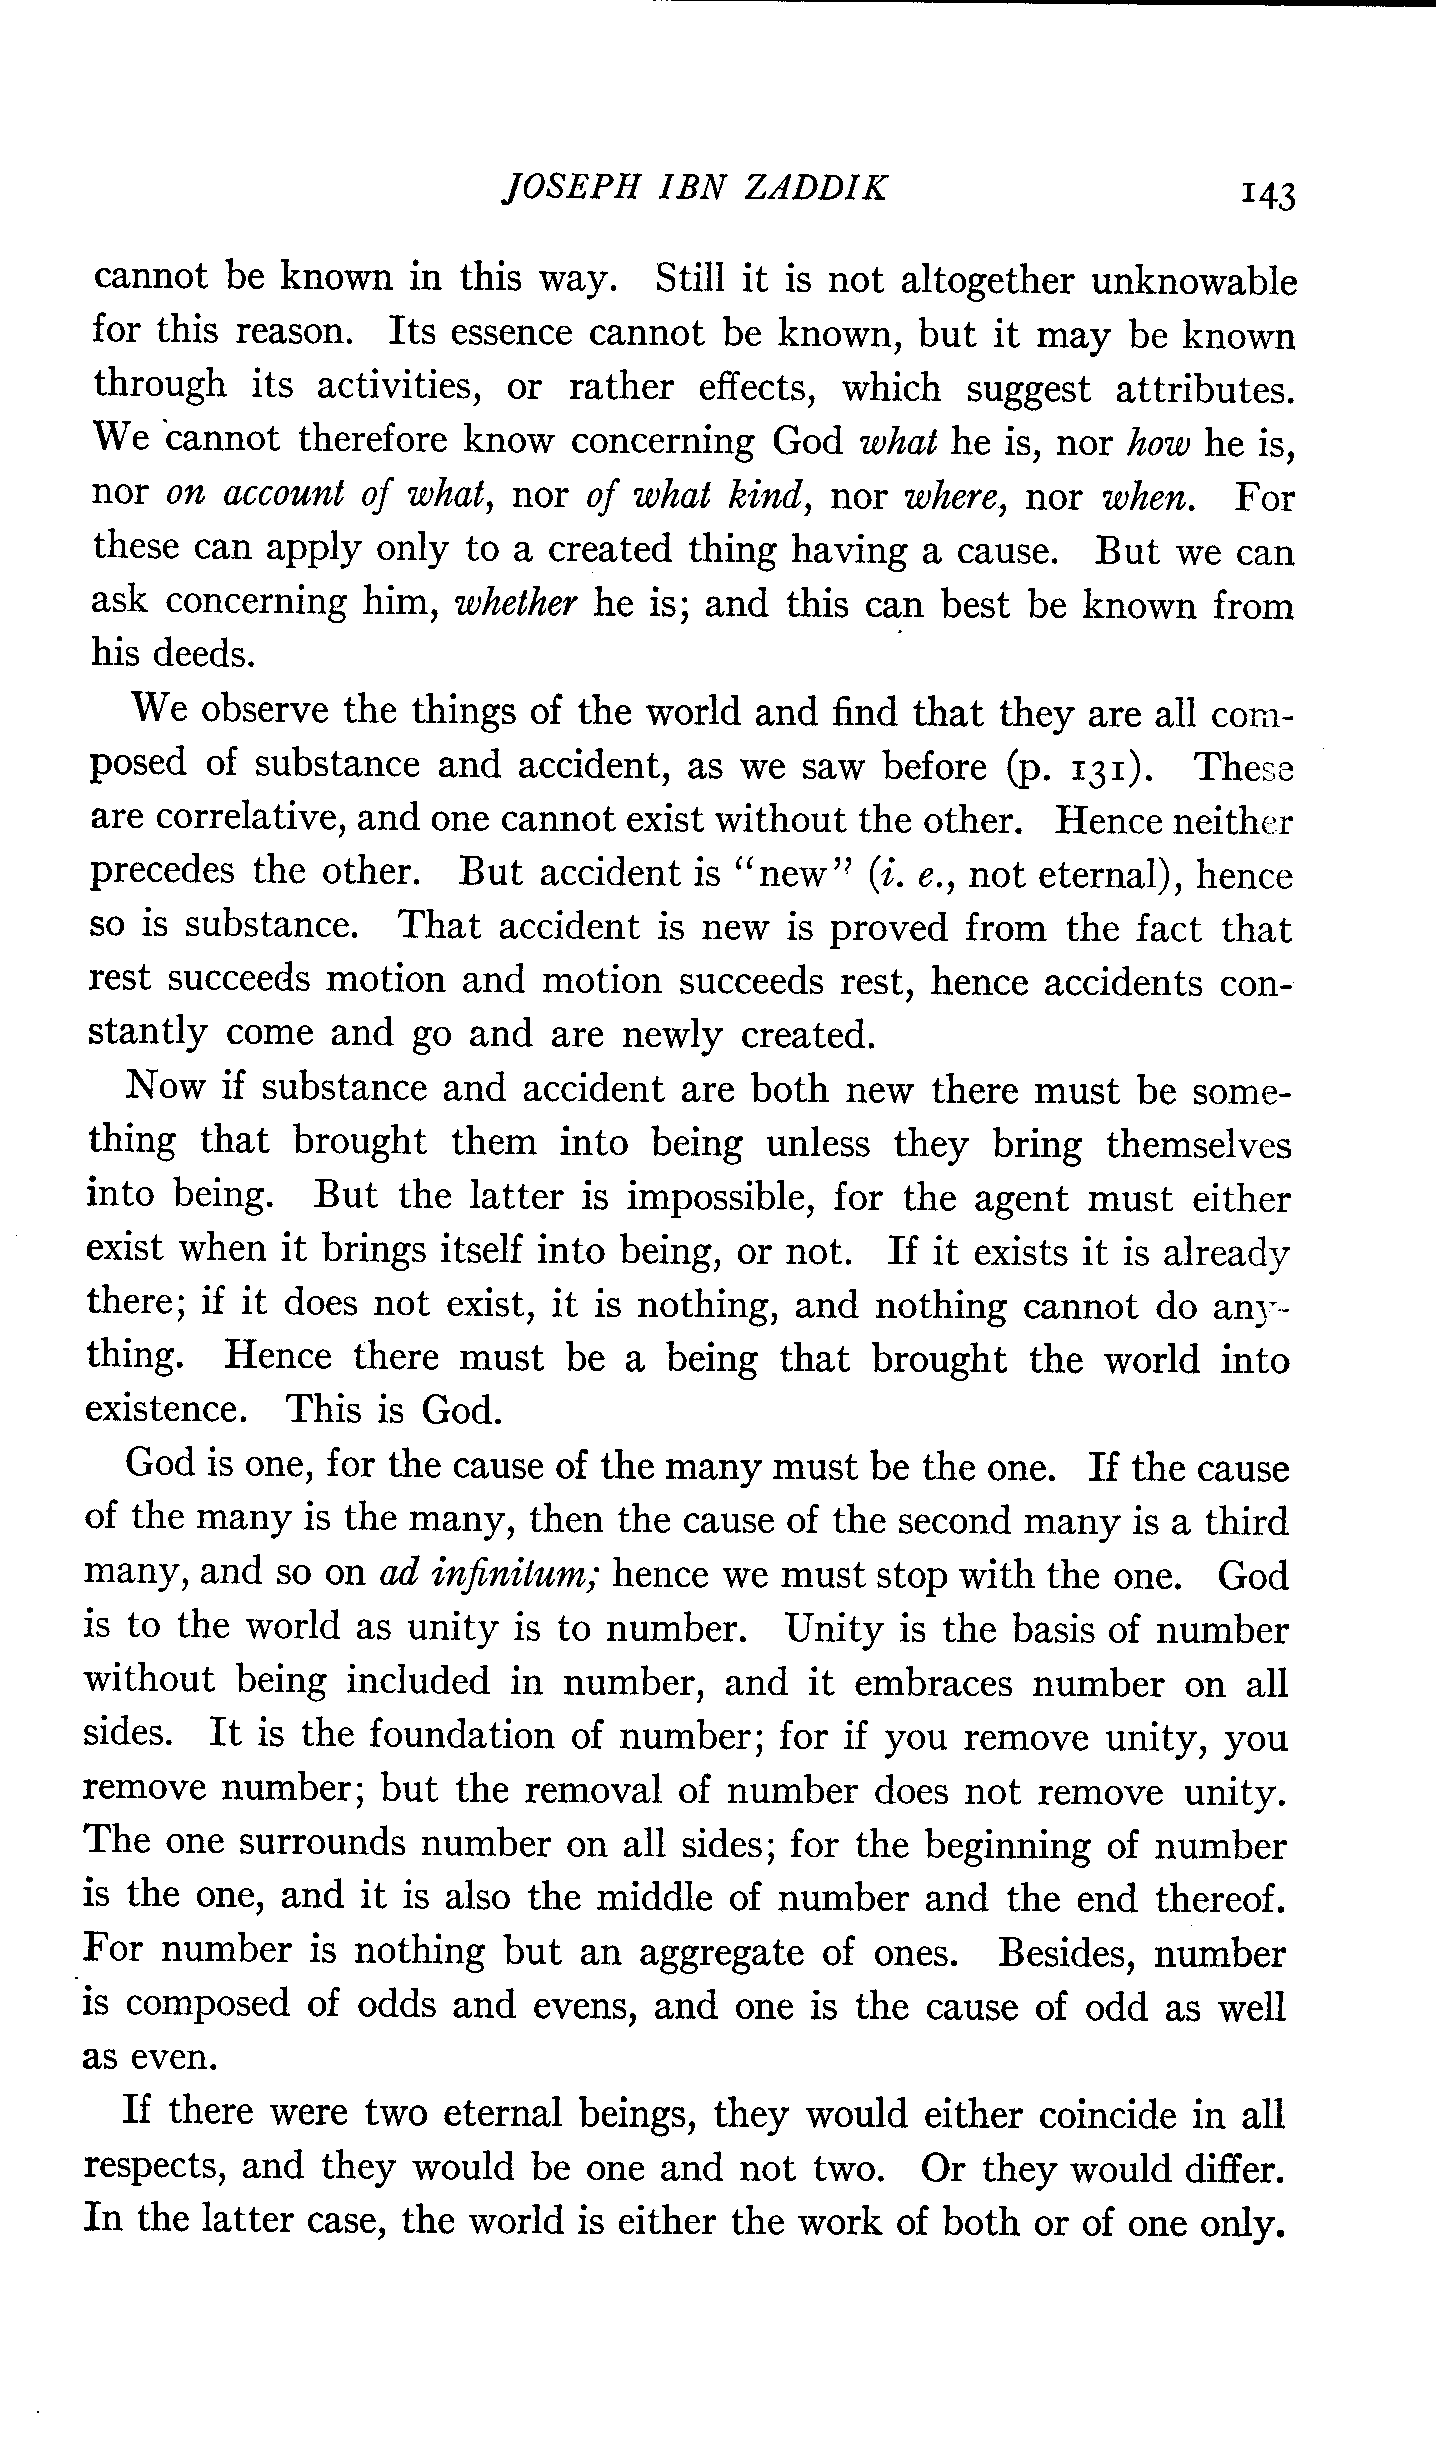 JOSEPH IBN ZADDIK 143
cannot be known in this way. Still it is not altogether unknowable
for this reason. Its essence cannot be known, but it may be known
through its activities, or rather effects, which suggest attributes.
We cannot therefore know concerning God what he is, nor how he is,
nor on account of what, nor of what kind, nor where, nor when. For
these can apply only to a created thing having a cause. But we can
ask concerning him, whether he is; and this can best be known from
his deeds.
We observe the things of the world and find that they are all com-
posed of substance and accident, as we saw before (p. 131). These
are correlative, and one cannot exist without the other. Hence neither
precedes the other. But accident is "new" (i. e., not eternal), hence
so is substance. That accident is new is proved from the fact that
rest succeeds motion and motion succeeds rest, hence accidents con-
stantly come and go and are newly created.
Now if substance and accident are both new there must be some-
thing that brought them into being unless they bring themselves
into being. But the latter is impossible, for the agent must either
exist when it brings itself into being, or not. If it exists it is already
there; if it does not exist, it is nothing, and nothing cannot do any-
thing. Hence there must be a being that brought the world into
existence. This is God.
God is one, for the cause of the many must be the one. If the cause
of the many is the many, then the cause of the second many is a third
many, and so on ad infinitum; hence we must stop with the one. God
is to the world as unity is to number. Unity is the basis of number
without being included in number, and it embraces number on all
sides. It is the foundation of number; for if you remove unity, you
remove number; but the removal of number does not remove unity.
The one surrounds number on all sides; for the beginning of number
is the one, and it is also the middle of number and the end thereof.
For number is nothing but an aggregate of ones. Besides, number
is composed of odds and evens, and one is the cause of odd as well
as even.
If there were two eternal beings, they would either coincide in all
respects, and they would be one and not two. Or they would differ.
In the latter case, the world is either the work of both or of one only.